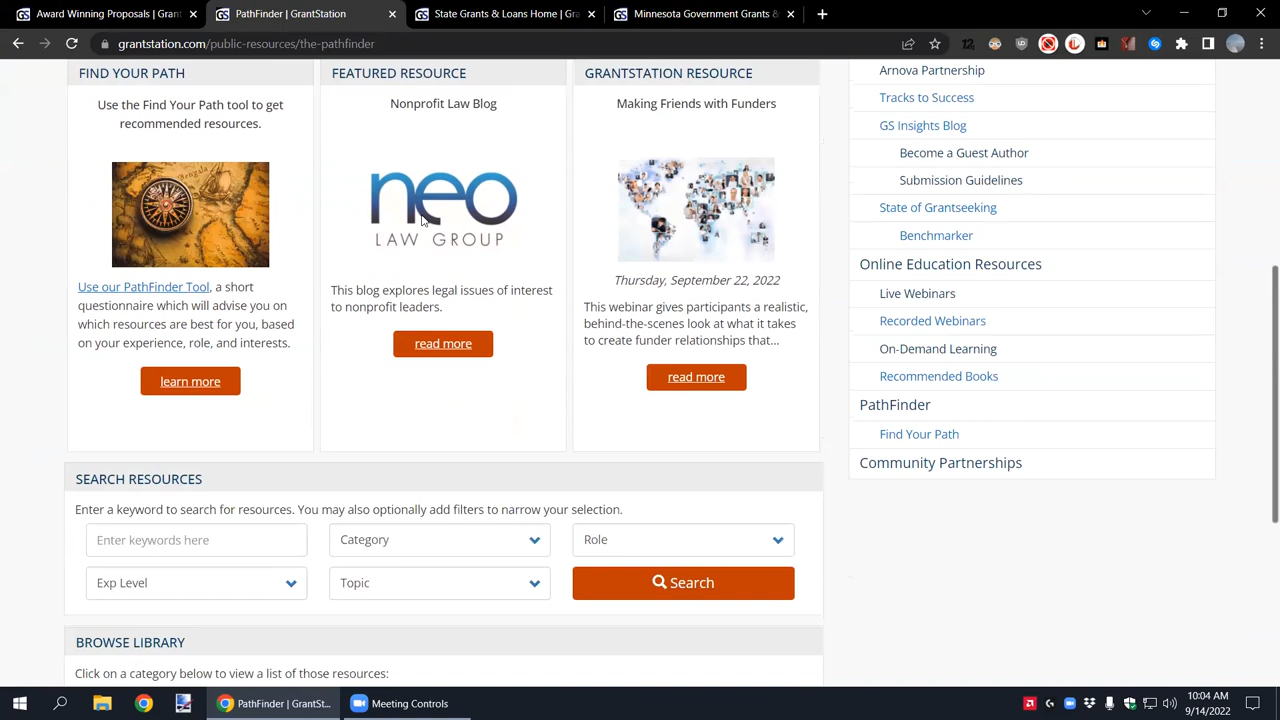 Award Winning Proposals | Gran
PathFinder | GrantStation
State Grants & Loans Home | Gra
Minnesota Government Grants &
grantstation.com/public-resources/the-pathfinder
FIND YOUR PATH
Use the Find Your Path tool to get
recommended resources.
Use our PathFinder Tool, a short
questionnaire which will advise you on
which resources are best for you, based
on your experience, role, and interests.
learn more
FEATURED RESOURCE
Nonprofit Law Blog
neo
LAW GROUP
This blog explores legal issues of interest
to nonprofit leaders.
read more
GRANTSTATION RESOURCE
Making Friends with Funders
Thursday, September 22, 2022
This webinar gives participants a realistic,
behind-the-scenes look at what it takes
to create funder relationships that...
read more
Arnova Partnership
Tracks to Success
GS Insights Blog
Become a Guest Author
Submission Guidelines
State of Grantseeking
Benchmarker
Online Education Resources
Live Webinars
Recorded Webinars
On-Demand Learning
Recommended Books
PathFinder
Find Your Path
Community Partnerships
SEARCH RESOURCES
Enter a keyword to search for resources. You may also optionally add filters to narrow your selection.
Enter keywords here
Category
Role
Exp Level
Topic
Search
BROWSE LIBRARY
Click on a category below to view a list of those resources:
PathFinder | GrantSt...
Meeting Controls
10:04 AM
9/14/2022